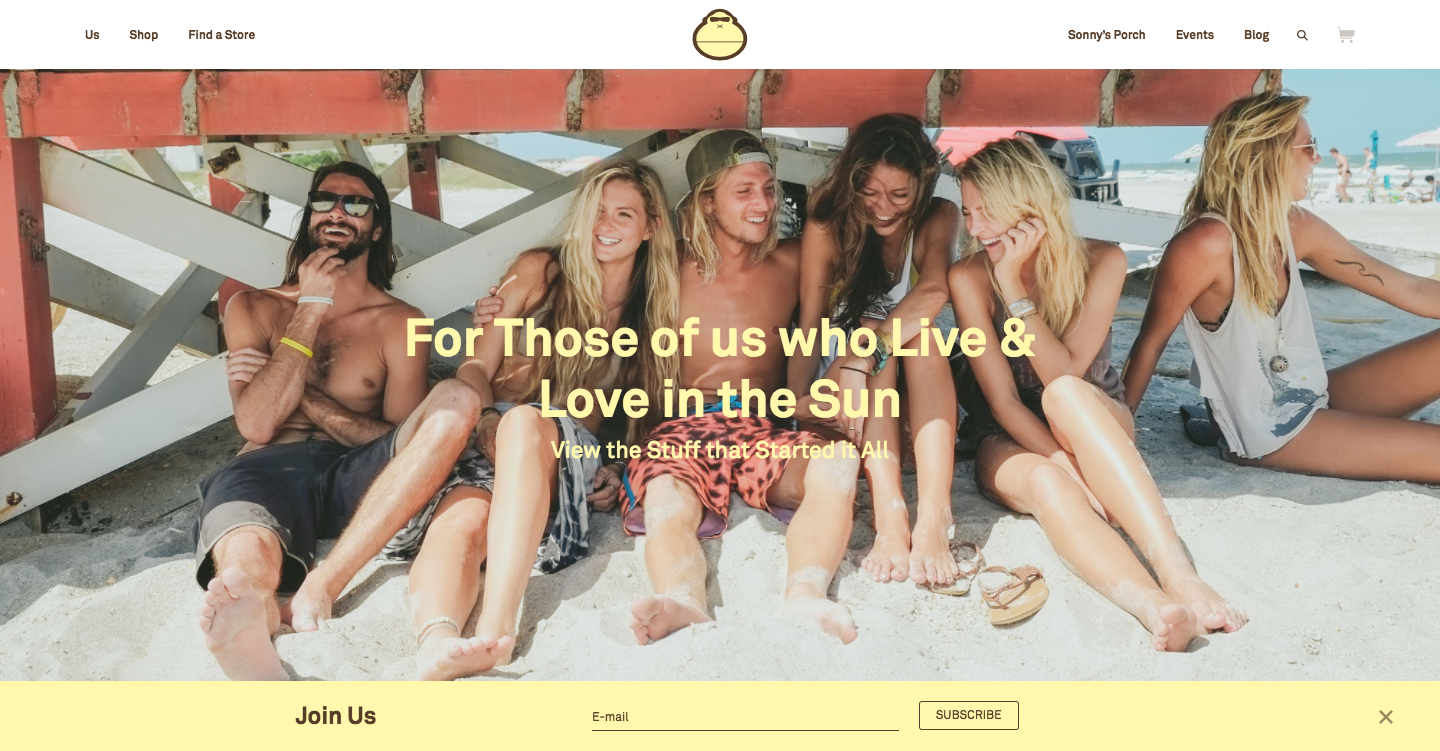 Us
Shop
Find a Store
Sonny's Porch
Events
Blog
For Those of us who Live &
Love in the Sun
View the Stuff that Started it All
Join Us
E-mail
SUBSCRIBE